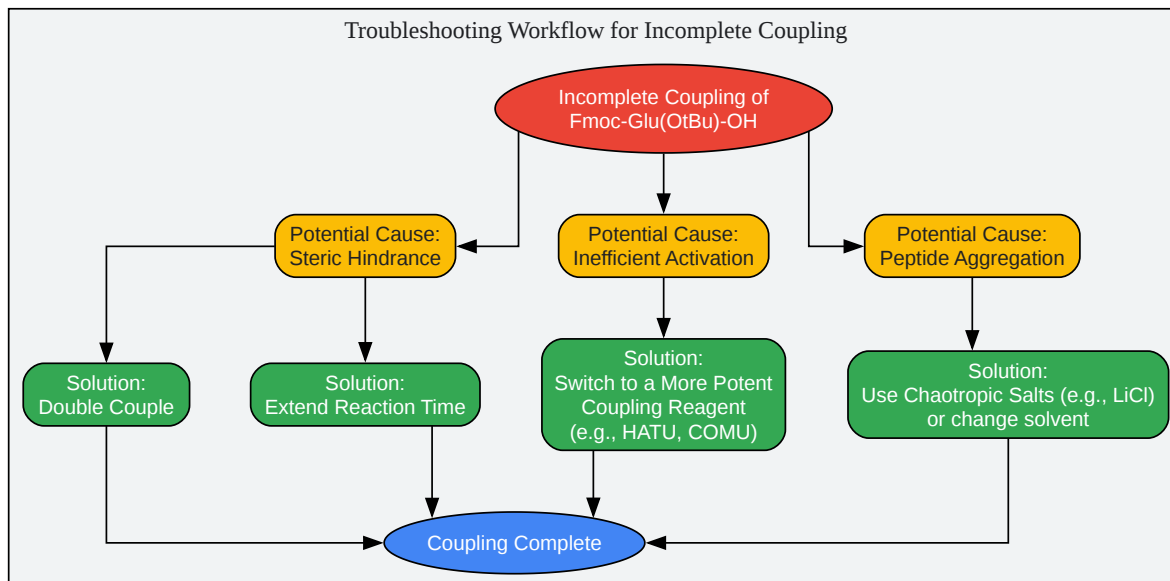 Troubleshooting Workflow for Incomplete Coupling
Incomplete Coupling of
Fmoc-Glu(OtBu)-OH
Potential Cause:
Steric Hindrance
Potential Cause:
Inefficient Activation
Potential Cause:
Peptide Aggregation
Solution:
Double Couple
Solution:
Extend Reaction Time
Solution:
Switch to a More Potent
Coupling Reagent
(e.g., HATU, COMU)
Solution:
Use Chaotropic Salts (e.g., LiCl)
or change solvent
Coupling Complete